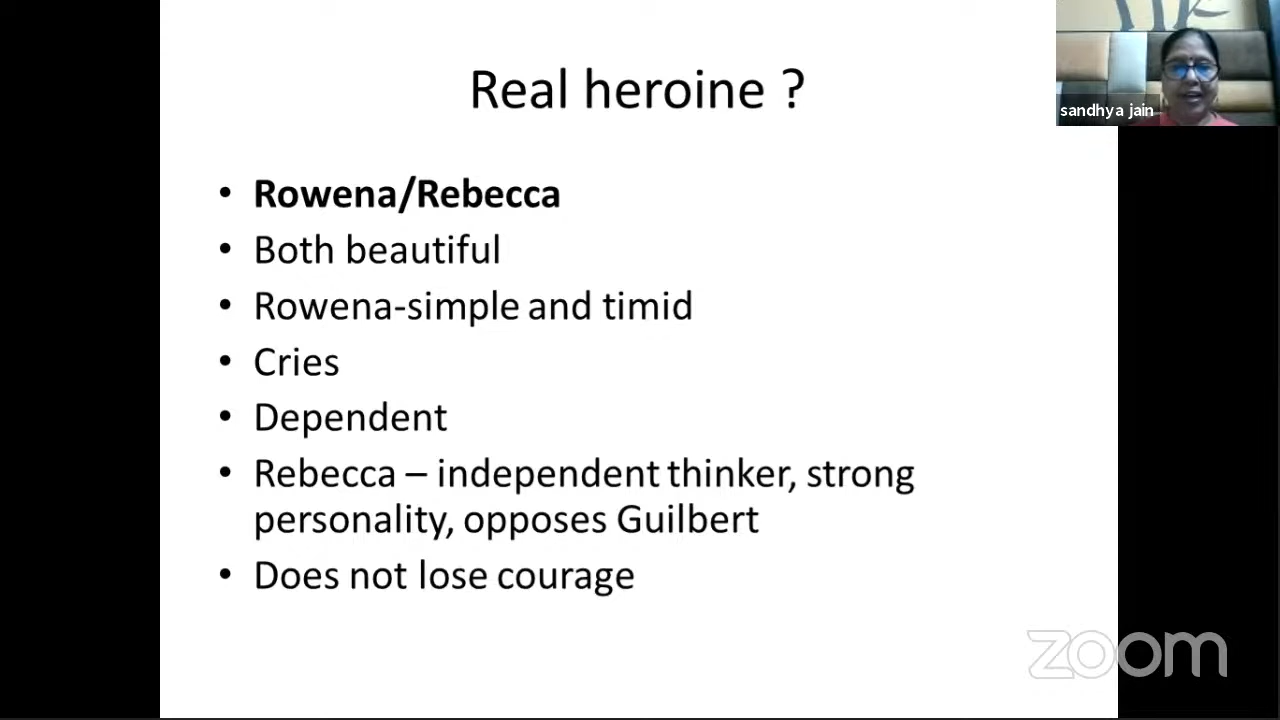 Real heroine ?
sandhya jain
• Rowena/Rebecca
• Both beautiful
• Rowena-simple and timid
• Cries
• Dependent
• Rebecca – independent thinker, strong
personality, opposes Guilbert
• Does not lose courage
zoom